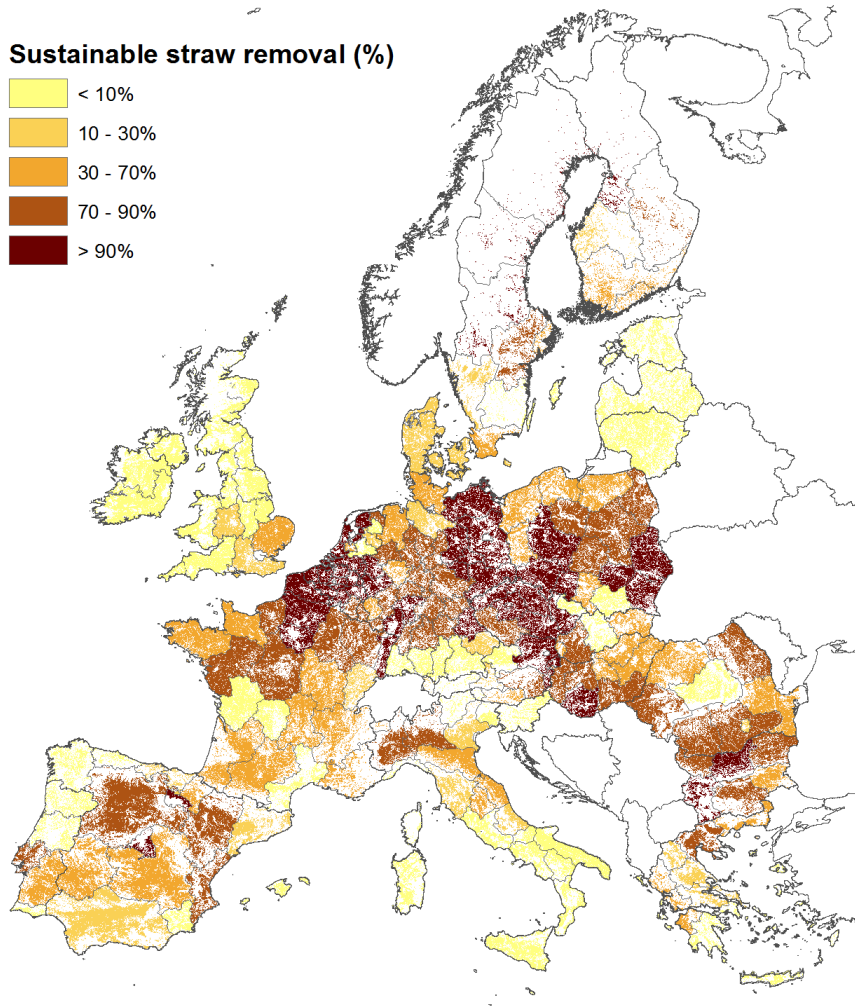 Sustainable straw removal (%)
< 10%
10 - 30%
30 - 70%
70 - 90%
> 90%